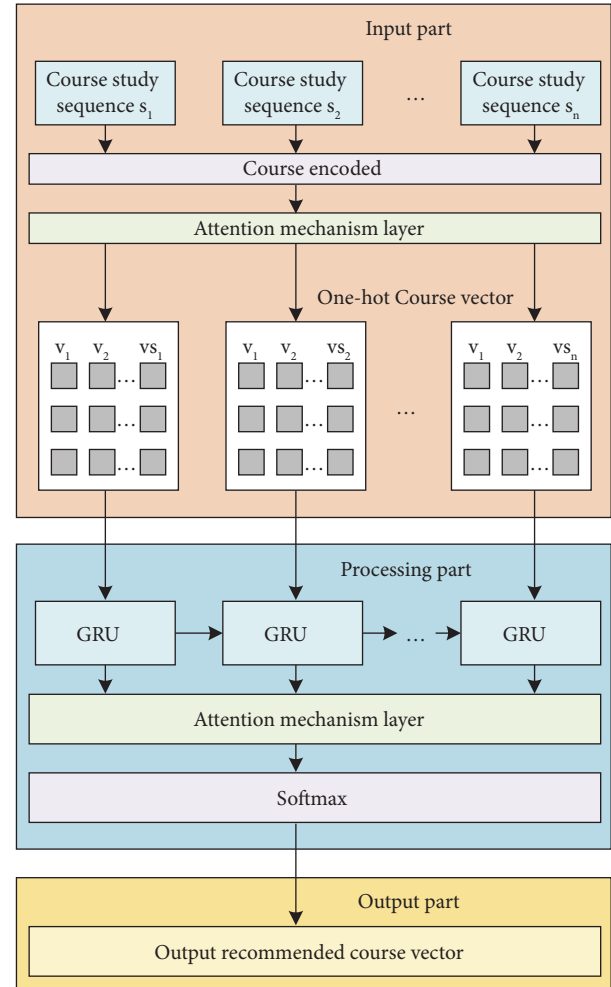 Input part
Course study
sequence s₁
Course study
sequence s₂
...
Course study
sequence sₙ
Course encoded
Attention mechanism layer
One-hot Course vector
v₁ v₂ vs₁
...
...
...
v₁ v₂ vs₂
...
...
...
...
v₁ v₂ vsₙ
...
...
...
Processing part
GRU
GRU
...
GRU
Attention mechanism layer
Softmax
Output part
Output recommended course vector